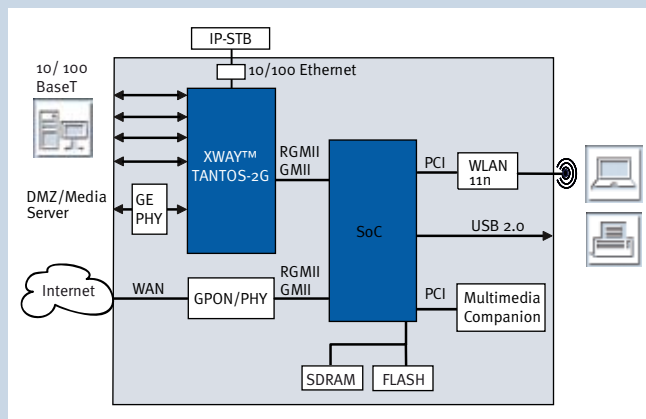 IP-STB
10/100 Ethernet
10/ 100
BaseT
XWAY™
TANTOS-2G
RGMII
GMII
PCI
WLAN
11n
DMZ/Media
Server
GE
PHY
SoC
USB 2.0
Internet
WAN
GPON/PHY
RGMII
GMII
PCI
Multimedia
Companion
SDRAM
FLASH